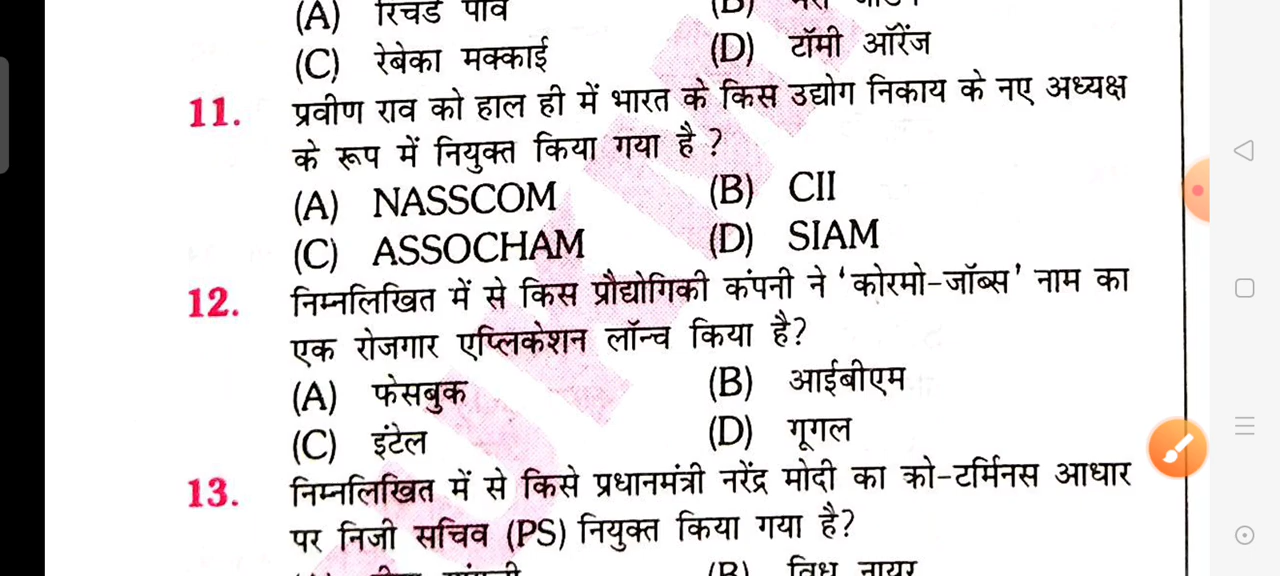 (A) रिचर्ड पावर्स
(C) रेबेका मक्काई (D) टॉमी ऑरेंज
11. प्रवीण राव को हाल ही में भारत के किस उद्योग निकाय के नए अध्यक्ष
के रूप में नियुक्त किया गया है ?
(A) NASSCOM (B) CII
(C) ASSOCHAM (D) SIAM
12. निम्नलिखित में से किस प्रौद्योगिकी कंपनी ने ‘कोरमो-जॉब्स’ नाम का
एक रोजगार एप्लिकेशन लॉन्च किया है?
(A) फेसबुक (B) आईबीएम
(C) इंटेल (D) गूगल
13. निम्नलिखित में से किसे प्रधानमंत्री नरेंद्र मोदी का को-टर्मिनस आधार
पर निजी सचिव (PS) नियुक्त किया गया है?
(B) नायर